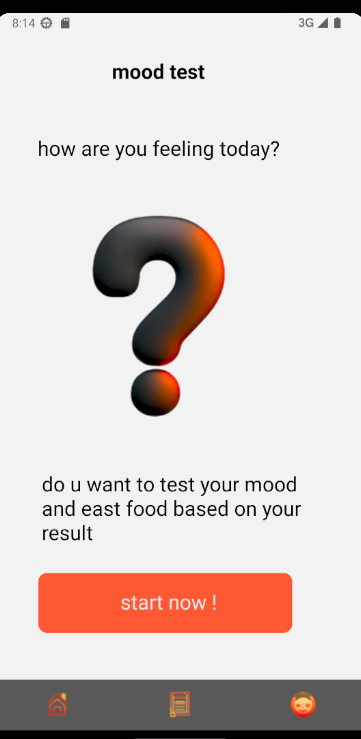 8:14
3G
mood test
how are you feeling today?
do u want to test your mood
and east food based on your
result
start now !